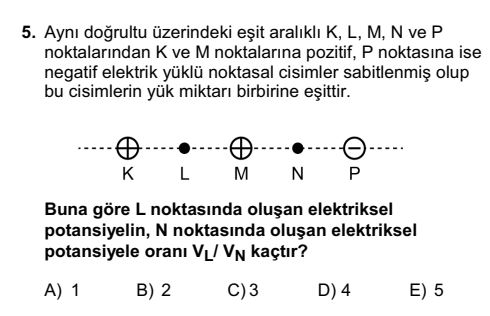 5. Aynı doğrultu üzerindeki eşit aralıklı K, L, M, N ve P
noktalarından K ve M noktalarına pozitif, P noktasına ise
negatif elektrik yüklü noktasal cisimler sabitlenmiş olup
bu cisimlerin yük miktarı birbirine eşittir.
K L M N P
Buna göre L noktasında oluşan elektriksel
potansiyelin, N noktasında oluşan elektriksel
potansiyele oranı VL/ VN kaçtır?
A) 1 B) 2 C) 3 D) 4 E) 5